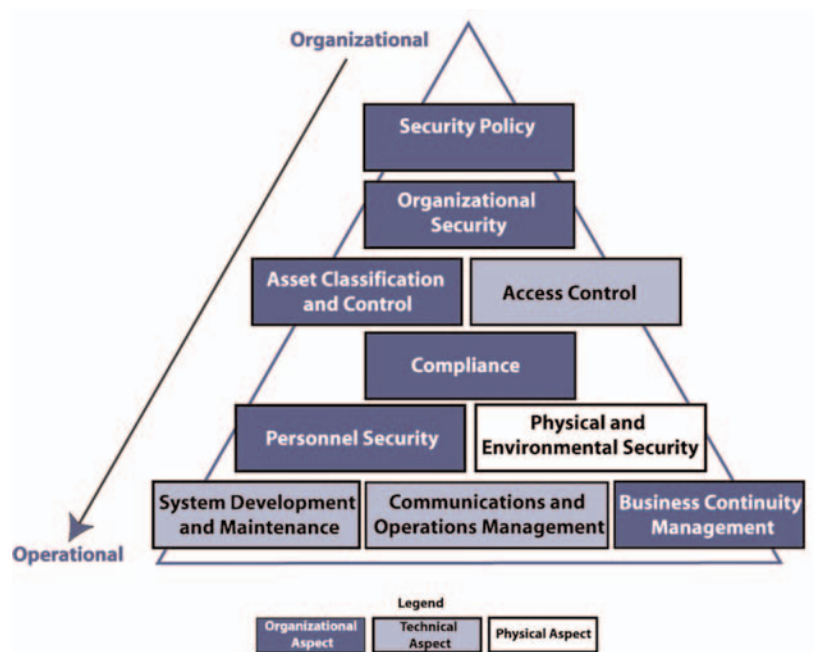 Organizational
Security Policy
Organizational
Security
Asset Classification
and Control
Access Control
Compliance
Personnel Security
Physical and
Environmental Security
System Development
and Maintenance
Communications and
Operations Management
Business Continuity
Management
Operational
Legend
Organizational
Aspect
Technical
Aspect
Physical Aspect